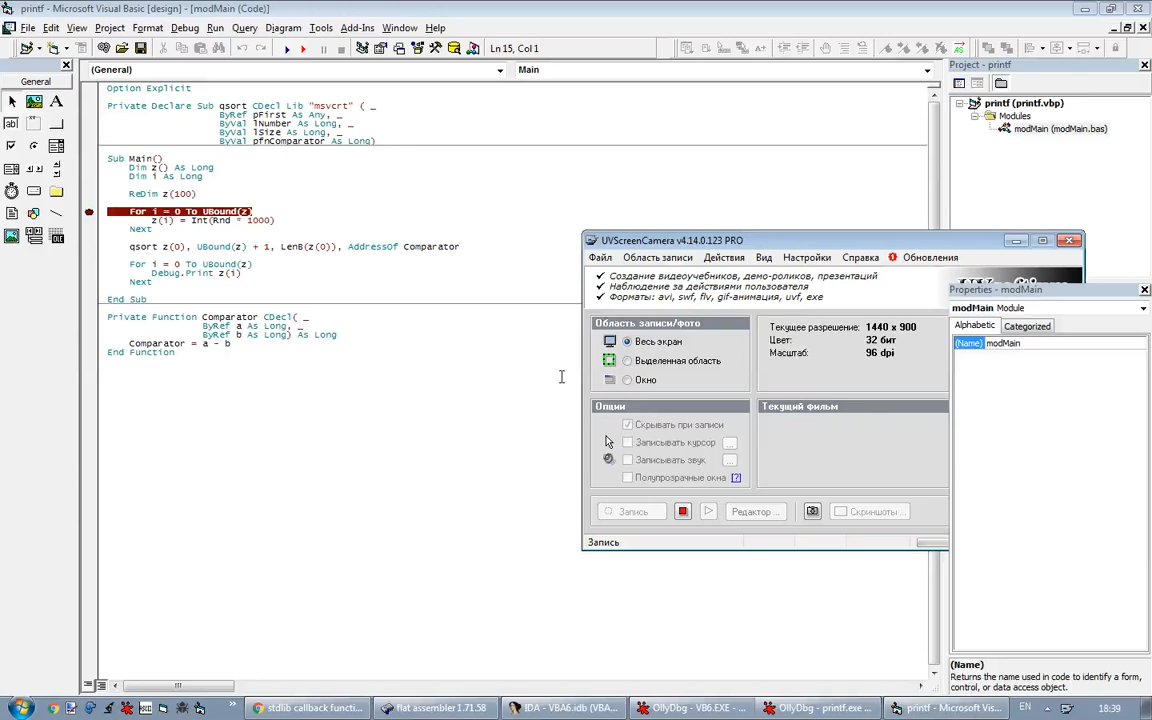 printf - Microsoft Visual Basic [design] - [modMain (Code)]
File Edit View Project Format Debug Run Query Diagram Tools Add-Ins Window Help
Ln 15, Col 1
General
(General)
Main
Option Explicit
Private Declare Sub qsort CDecl Lib "msvcrt" ( _
ByRef pFirst As Any, _
ByVal lNumber As Long, _
ByVal lSize As Long, _
ByVal pfnComparator As Long)
Sub Main()
Dim z() As Long
Dim i As Long
ReDim z(100)
For i = 0 To UBound(z)
z(i) = Int(Rnd * 1000)
Next
qsort z(0), UBound(z) + 1, LenB(z(0)), AddressOf Comparator
For i = 0 To UBound(z)
Debug.Print z(i)
Next
End Sub
Private Function Comparator CDecl( _
ByRef a As Long, _
ByRef b As Long) As Long
Comparator = a - b
End Function
UVScreenCamera v4.14.0.123 PRO
Файл Область записи Действия Вид Настройки Справка Обновления
Создание видеоучебников, демо-роликов, презентаций
Наблюдение за действиями пользователя
Форматы: avi, swf, flv, gif-анимация, uvf, exe
Область записи/фото
Весь экран
Выделенная область
Окно
Текущее разрешение: 1440 x 900
Цвет: 32 бит
Масштаб: 96 dpi
Опции
Скрывать при записи
Записывать курсор ...
Записывать звук ...
Полупрозрачные окна [?]
Текущий Фильм
Запись
Редактор ...
Скриншоты...
Запись
Project - printf
printf (printf.vbp)
Modules
modMain (modMain.bas)
Properties - modMain
modMain Module
Alphabetic Categorized
(Name) modMain
(Name)
Returns the name used in code to identify a form, control, or data access object.
stdlib callback functi...
flat assembler 1.71.58
IDA - VBA6.idb (VBA...
OllyDbg - VB6.EXE - ...
OllyDbg - printf.exe ...
printf - Microsoft Vis...
EN
18:39